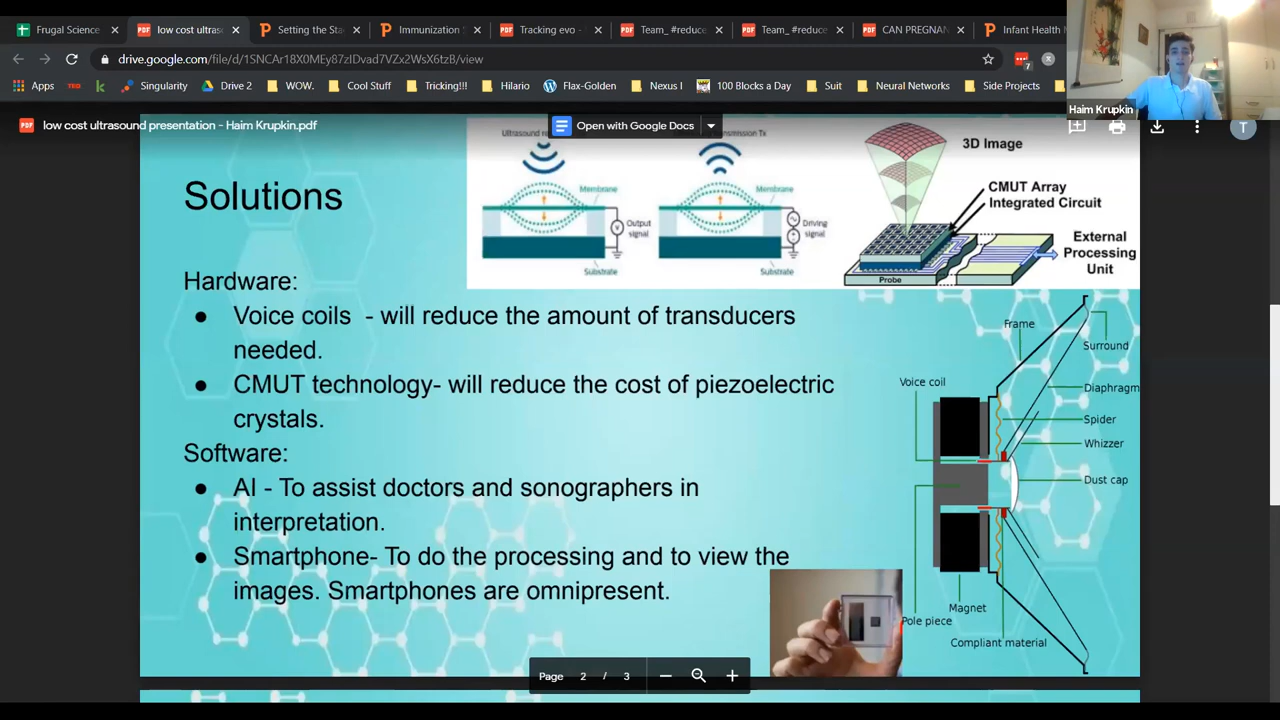 Frugal Science
low cost ultras
Setting the Sta
Immunization
Tracking evo -
Team_ #reduce
Team_ #reduce
CAN PREGNAN
Infant Health
drive.google.com/file/d/1SNCAr18X0MEy87zIDvad7VZx2WsX6tzB/view
7
Apps
TED
Singularity
Drive 2
WOW.
Cool Stuff
Tricking!!!
Hilario
Flax-Golden
Nexus I
100 Blocks a Day
Suit
Neural Networks
Side Projects
Haim Krupkin
PDF
low cost ultrasound presentation - Haim Krupkin.pdf
Open with Google Docs
T
Solutions
Membrane
Output
signal
Substrate
Membrane
Driving
signal
Substrate
3D Image
CMUT Array
Integrated Circuit
External
Processing
Unit
Probe
Hardware:
● Voice coils - will reduce the amount of transducers
needed.
● CMUT technology- will reduce the cost of piezoelectric
crystals.
Software:
● AI - To assist doctors and sonographers in
interpretation.
● Smartphone- To do the processing and to view the
images. Smartphones are omnipresent.
Frame
Surround
Voice coil
Diaphragm
Spider
Whizzer
Dust cap
Magnet
Pole piece
Compliant material
Page 2 / 3